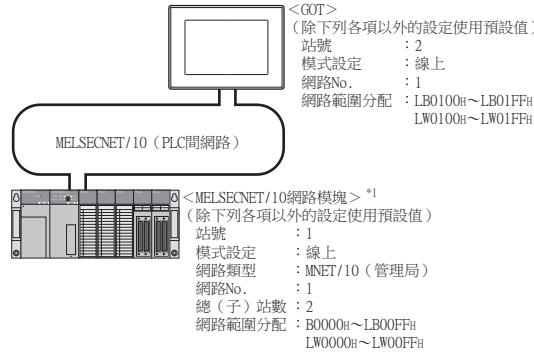 <GOT>
(除下列各項以外的設定使用預設值)
站號 :2
模式設定 :線上
網路No. :1
網路範圍分配 :LB0100H~LB01FFH
LW0100H~LW01FFH
MELSECNET/10(PLC間網路)
<MELSECNET/10網路模塊> *1
(除下列各項以外的設定使用預設值)
站號 :1
模式設定 :線上
網路類型 :MNET/10(管理局)
網路No. :1
總(子)站數 :2
網路範圍分配 :B0000H~LB00FFH
LW0000H~LW00FFH